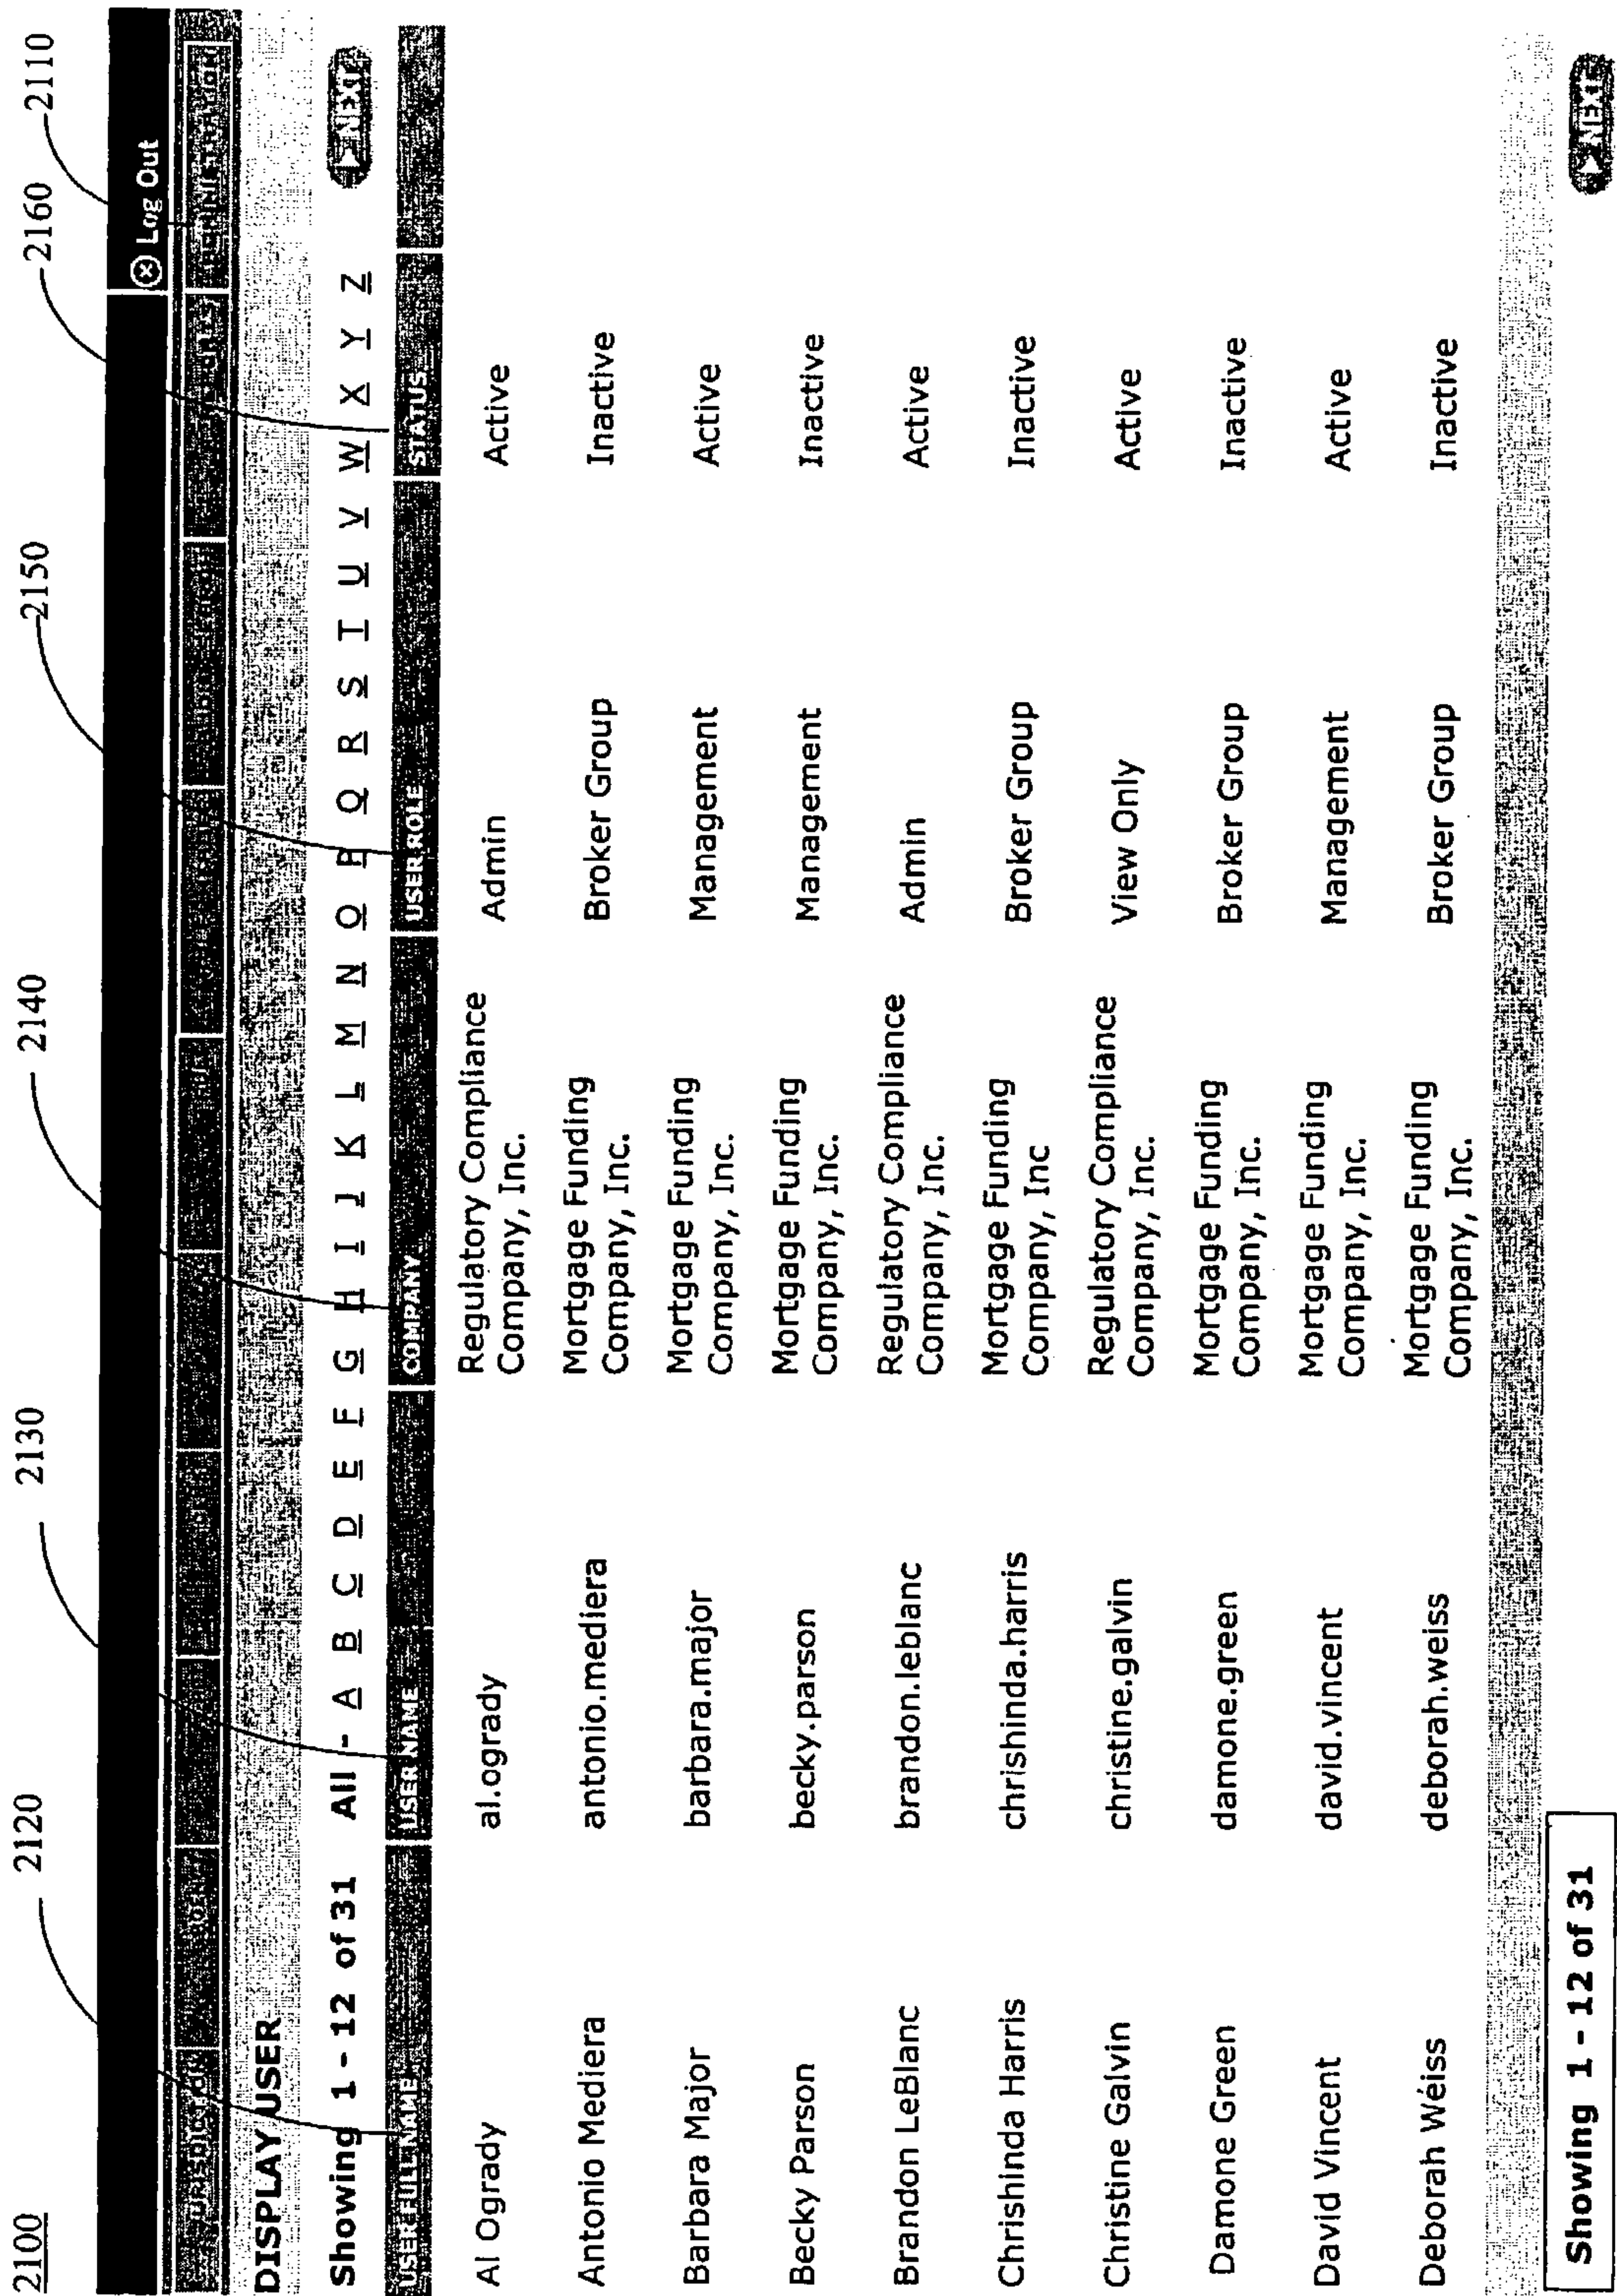 2100
2120 2130 2140 2150 2160 2110
Log Out
JURISDICTION ADMINISTRATION
DISPLAY USER
Showing 1 - 12 of 31 All - A B C D E F G H I J K L M N O P Q R S T U V W X Y Z NEXT
USER FULL NAME USER NAME COMPANY USER ROLE STATUS
Al Ogrady al.ogrady Regulatory Compliance Admin Active
Company, Inc.
Antonio Mediera antonio.mediera Mortgage Funding Broker Group Inactive
Company, Inc.
Barbara Major barbara.major Mortgage Funding Management Active
Company, Inc.
Becky Parson becky.parson Mortgage Funding Management Inactive
Company, Inc.
Brandon LeBlanc brandon.leblanc Regulatory Compliance Admin Active
Company, Inc.
Chrishinda Harris chrishinda.harris Mortgage Funding Broker Group Inactive
Company, Inc
Christine Galvin christine.galvin Regulatory Compliance View Only Active
Company, Inc.
Damone Green damone.green Mortgage Funding Broker Group Inactive
Company, Inc.
David Vincent david.vincent Mortgage Funding Management Active
Company, Inc.
Deborah Weiss deborah.weiss Mortgage Funding Broker Group Inactive
Company, Inc.
Showing 1 - 12 of 31 NEXT